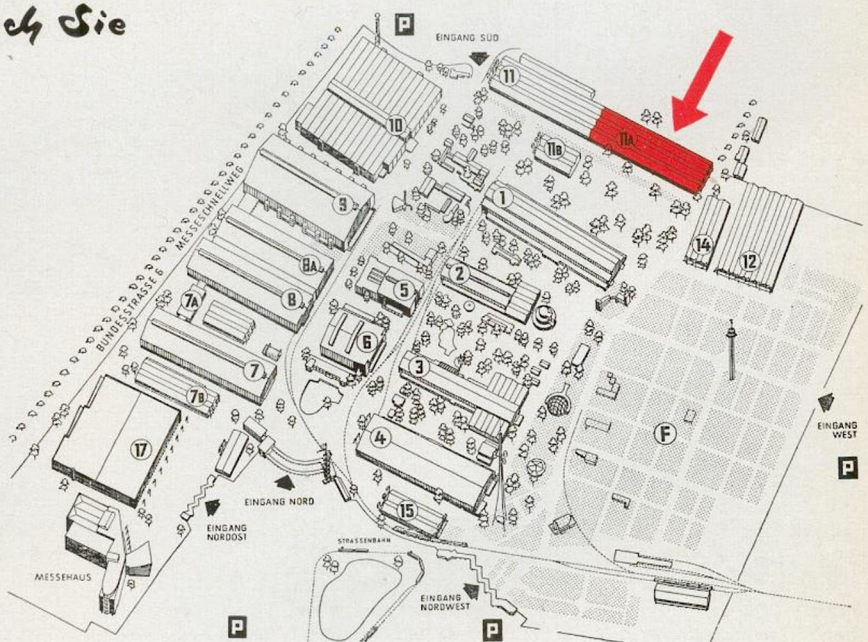 ch Sie
P
EINGANG SÜD
11
11A
10
11B
MESSESCHNELLWEG
BUNDESSTRASSE 6
9
1
14
12
8A
2
5
8
7A
6
3
7
7B
F
EINGANG
WEST
P
4
17
EINGANG NORD
15
EINGANG
NORDOST
STRASSENBAHN
MESSEHAUS
EINGANG
NORDWEST
P
P